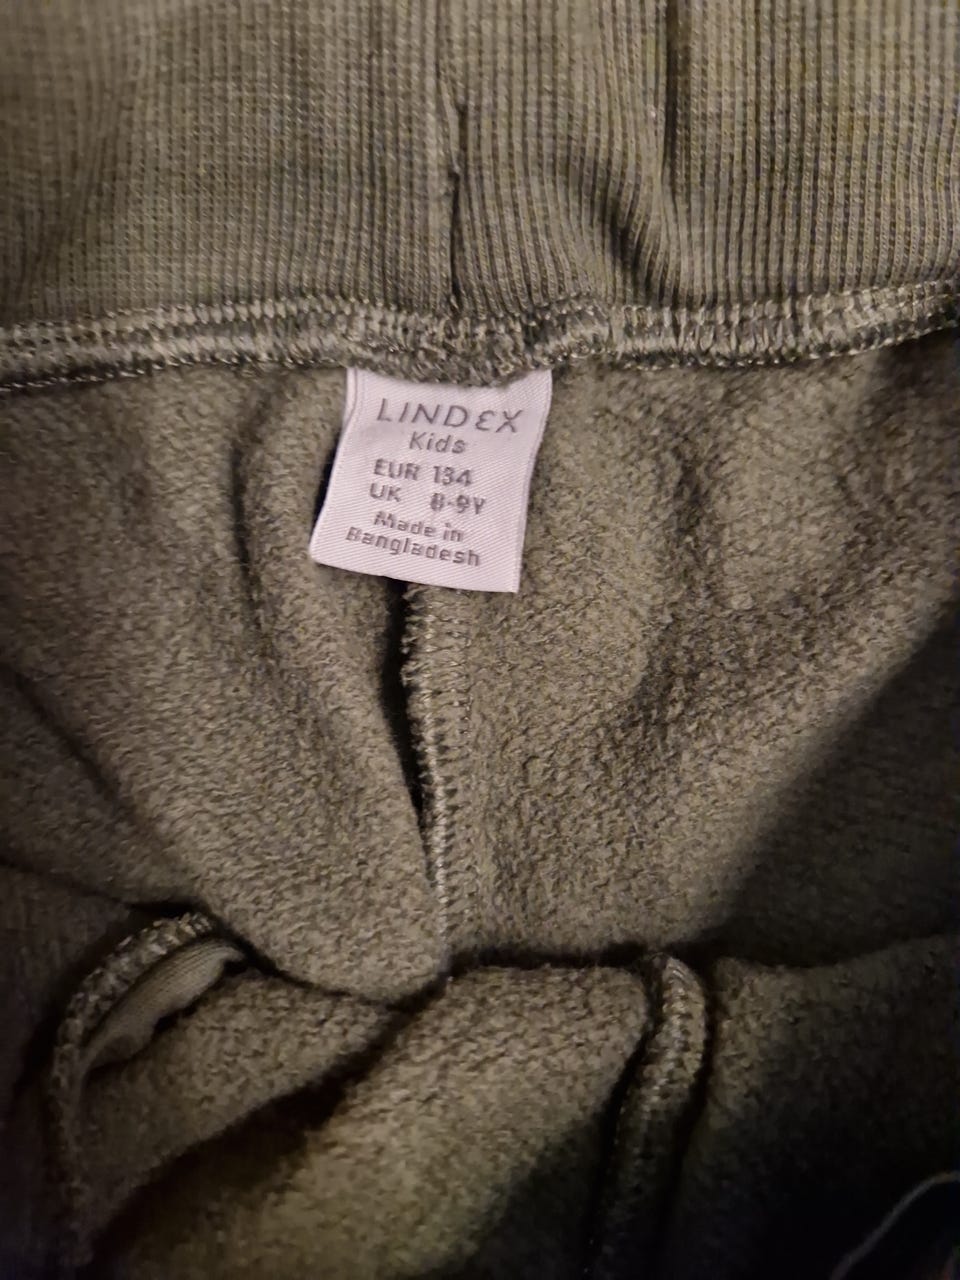 LINDEX
Kids
EUR 134
UK 8-9Y
Made in
Bangladesh